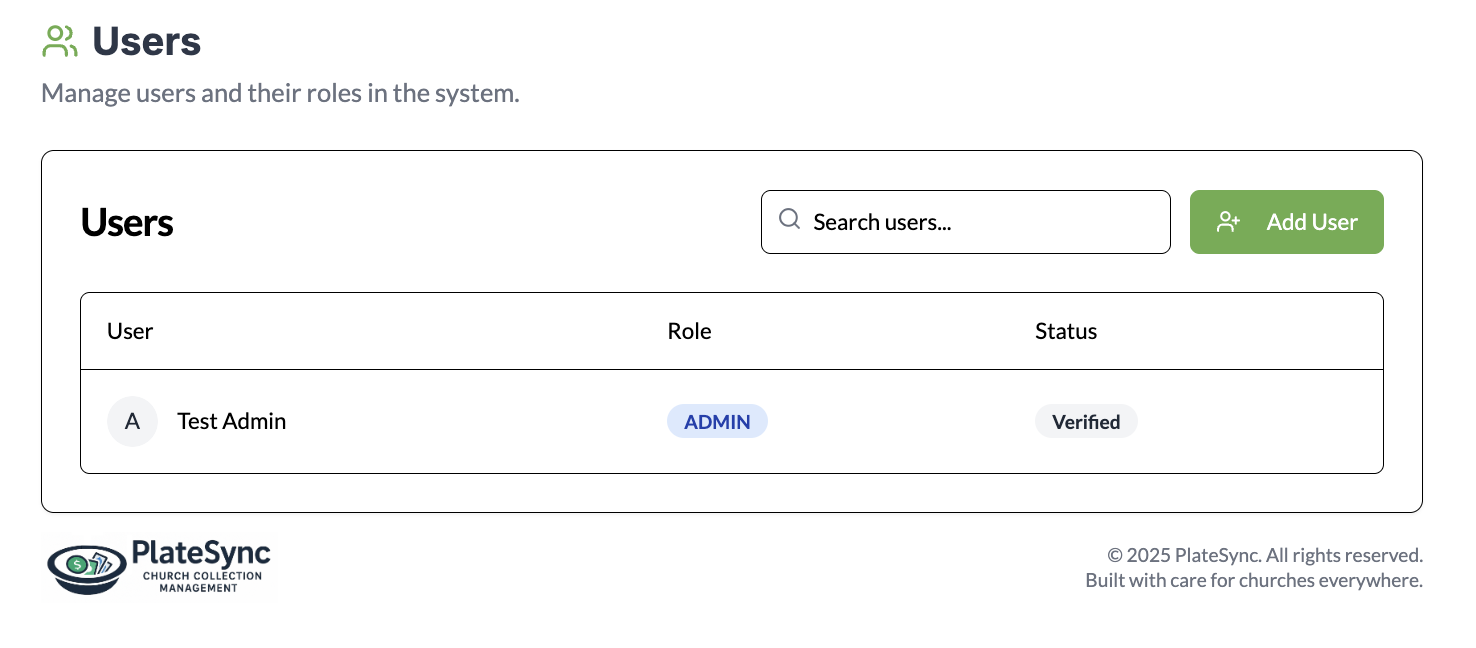 Users
Manage users and their roles in the system.
Users
Search users...
Add User
User Role Status
A Test Admin ADMIN Verified
$
PlateSync
CHURCH COLLECTION
MANAGEMENT
© 2025 PlateSync. All rights reserved.
Built with care for churches everywhere.